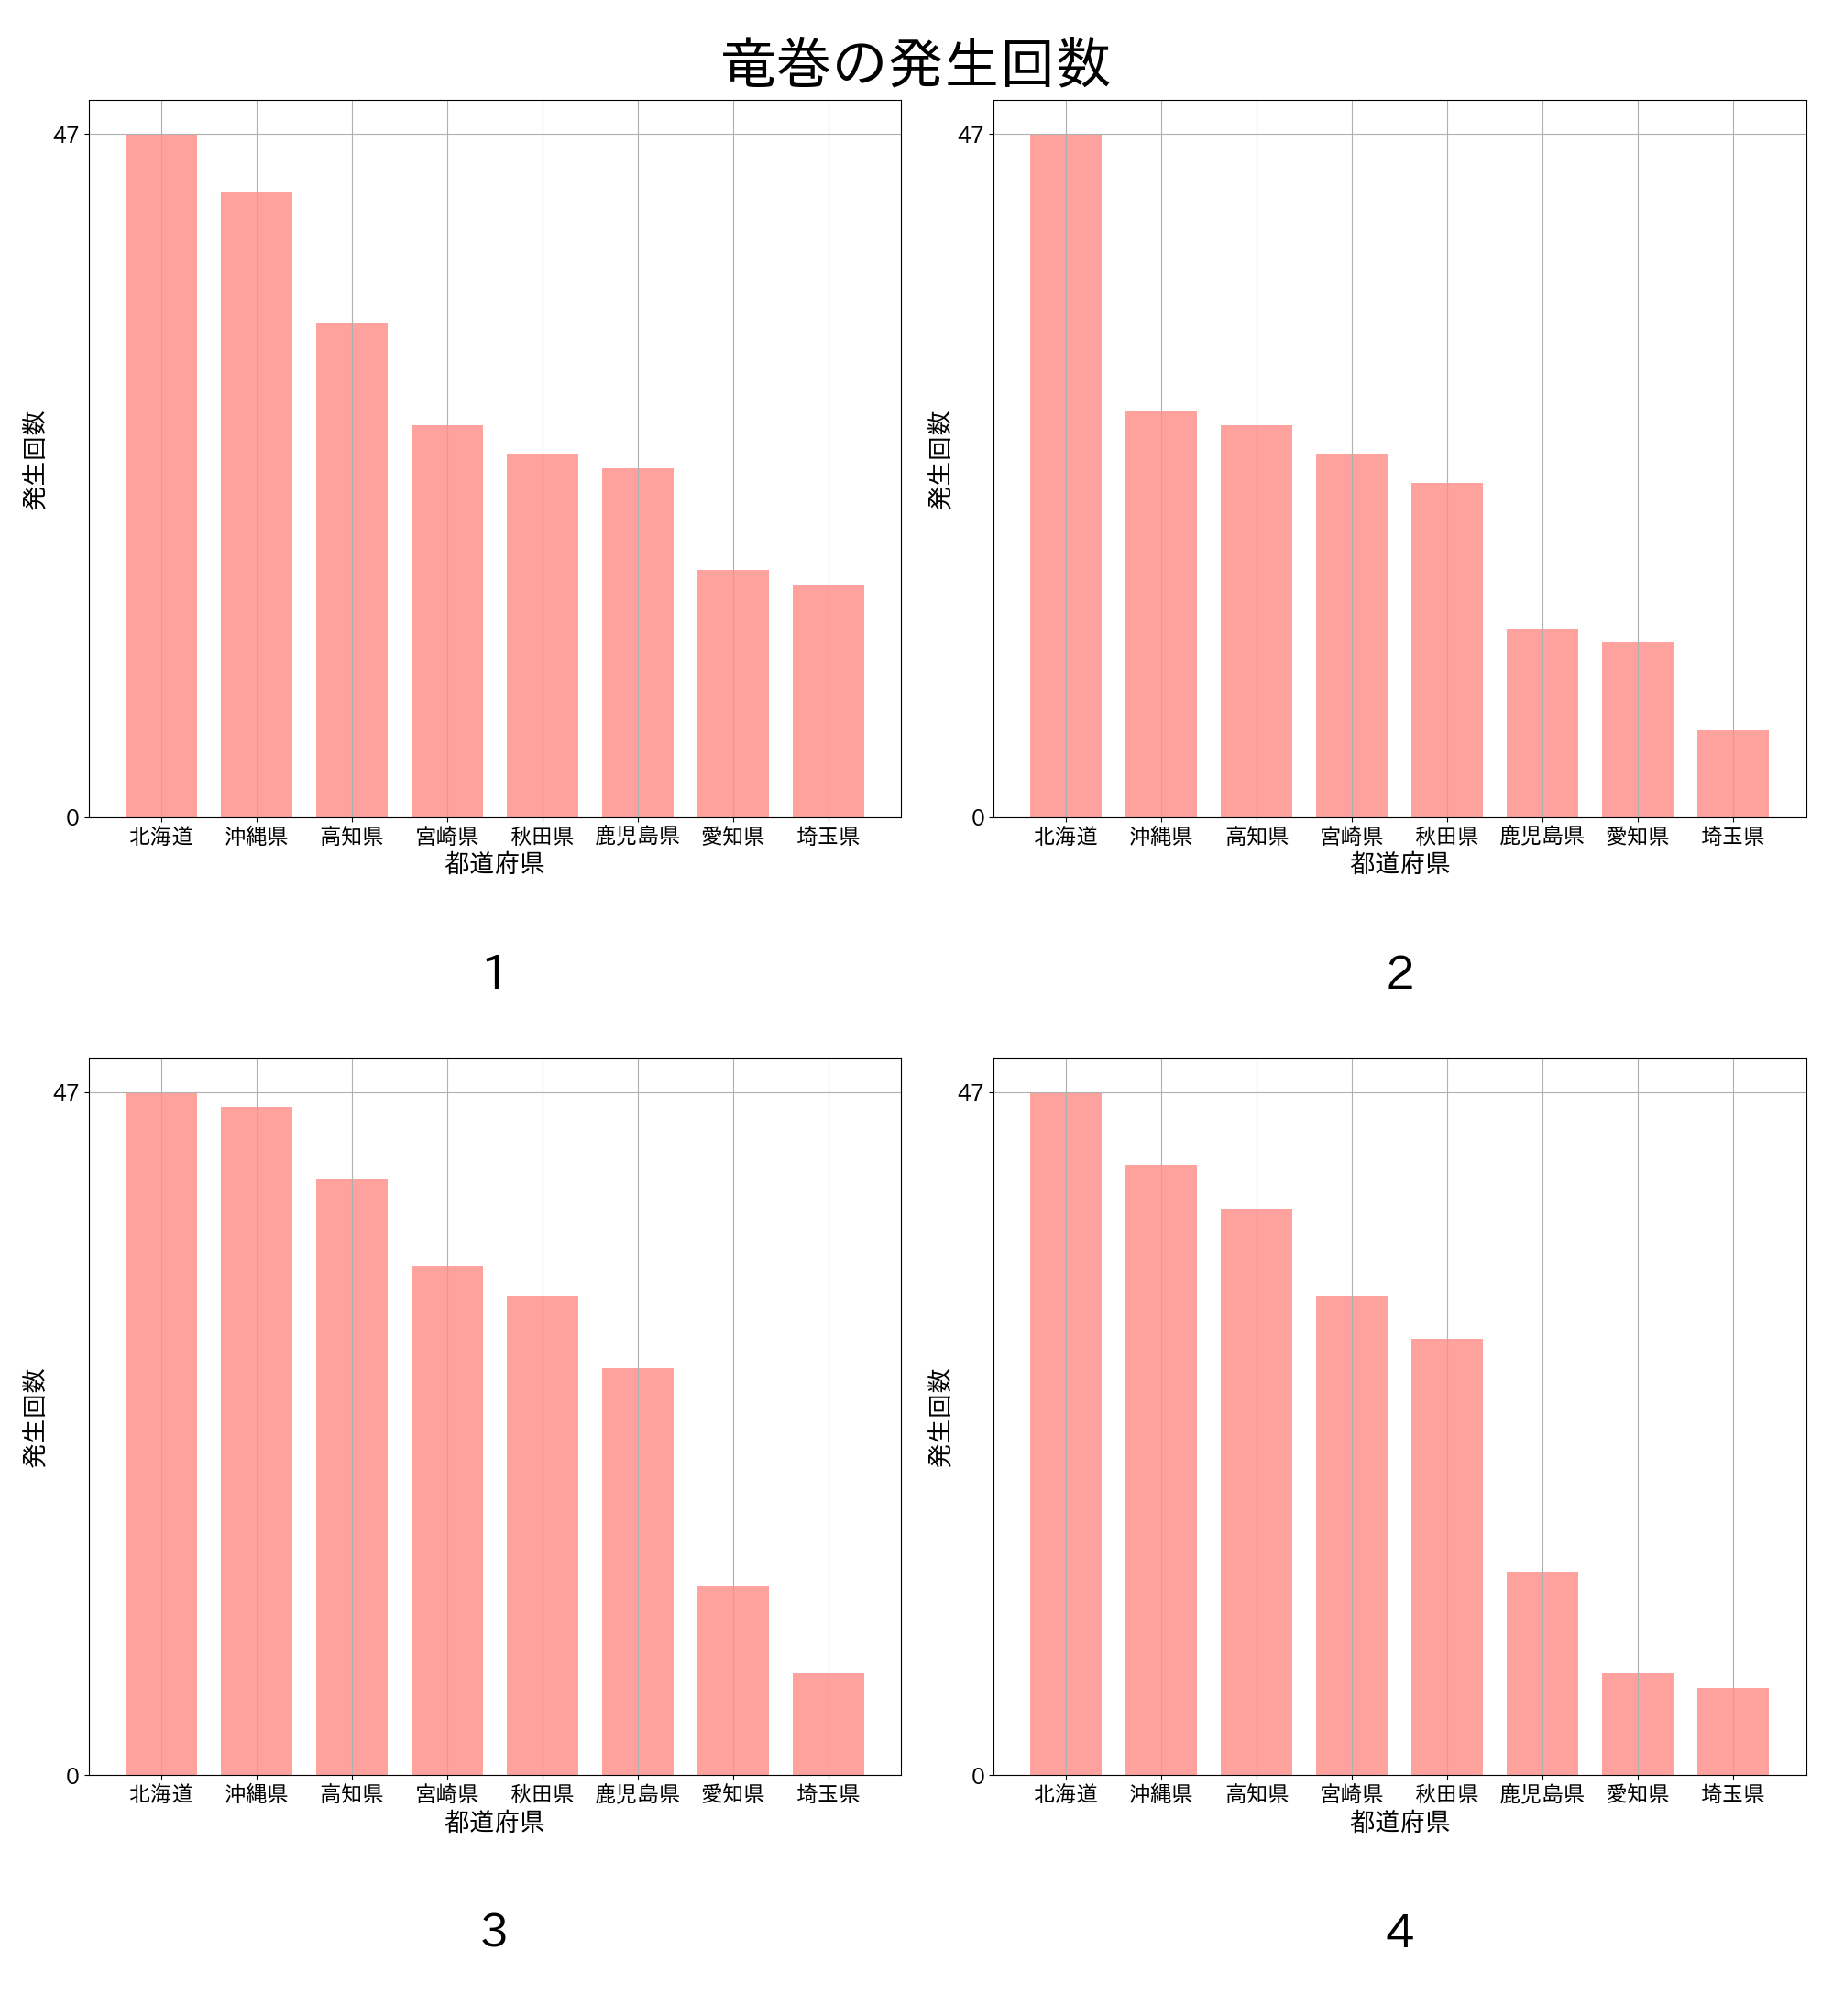 竜巻の発生回数
47
0
発生回数
北海道 沖縄県 高知県 宮崎県 秋田県 鹿児島県 愛知県 埼玉県
都道府県
1
47
0
発生回数
北海道 沖縄県 高知県 宮崎県 秋田県 鹿児島県 愛知県 埼玉県
都道府県
2
47
0
発生回数
北海道 沖縄県 高知県 宮崎県 秋田県 鹿児島県 愛知県 埼玉県
都道府県
3
47
0
発生回数
北海道 沖縄県 高知県 宮崎県 秋田県 鹿児島県 愛知県 埼玉県
都道府県
4